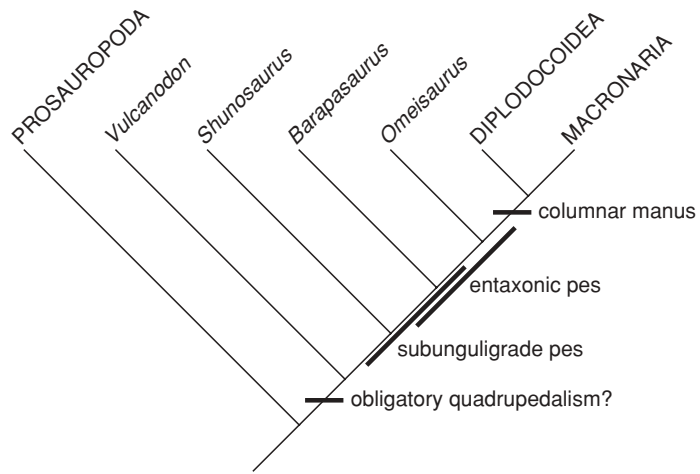 PROSAUROPODA
Vulcanodon
Shunosaurus
Barapasaurus
Omeisaurus
DIPLODOCOIDEA
MACRONARIA
columnar manus
entaxonic pes
subunguligrade pes
obligatory quadrupedalism?